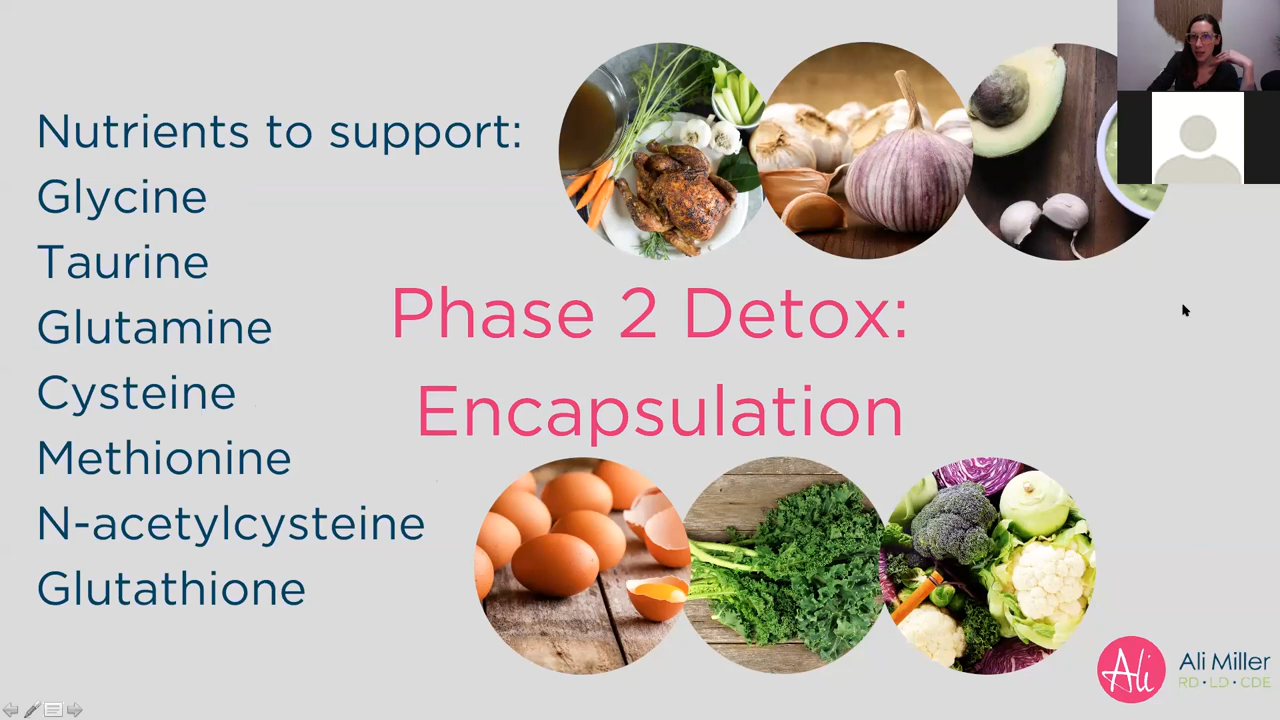 Nutrients to support:
Glycine
Taurine
Glutamine
Cysteine
Methionine
N-acetylcysteine
Glutathione
Phase 2 Detox:
Encapsulation
Ali
Ali Miller
RD • LD • CDE